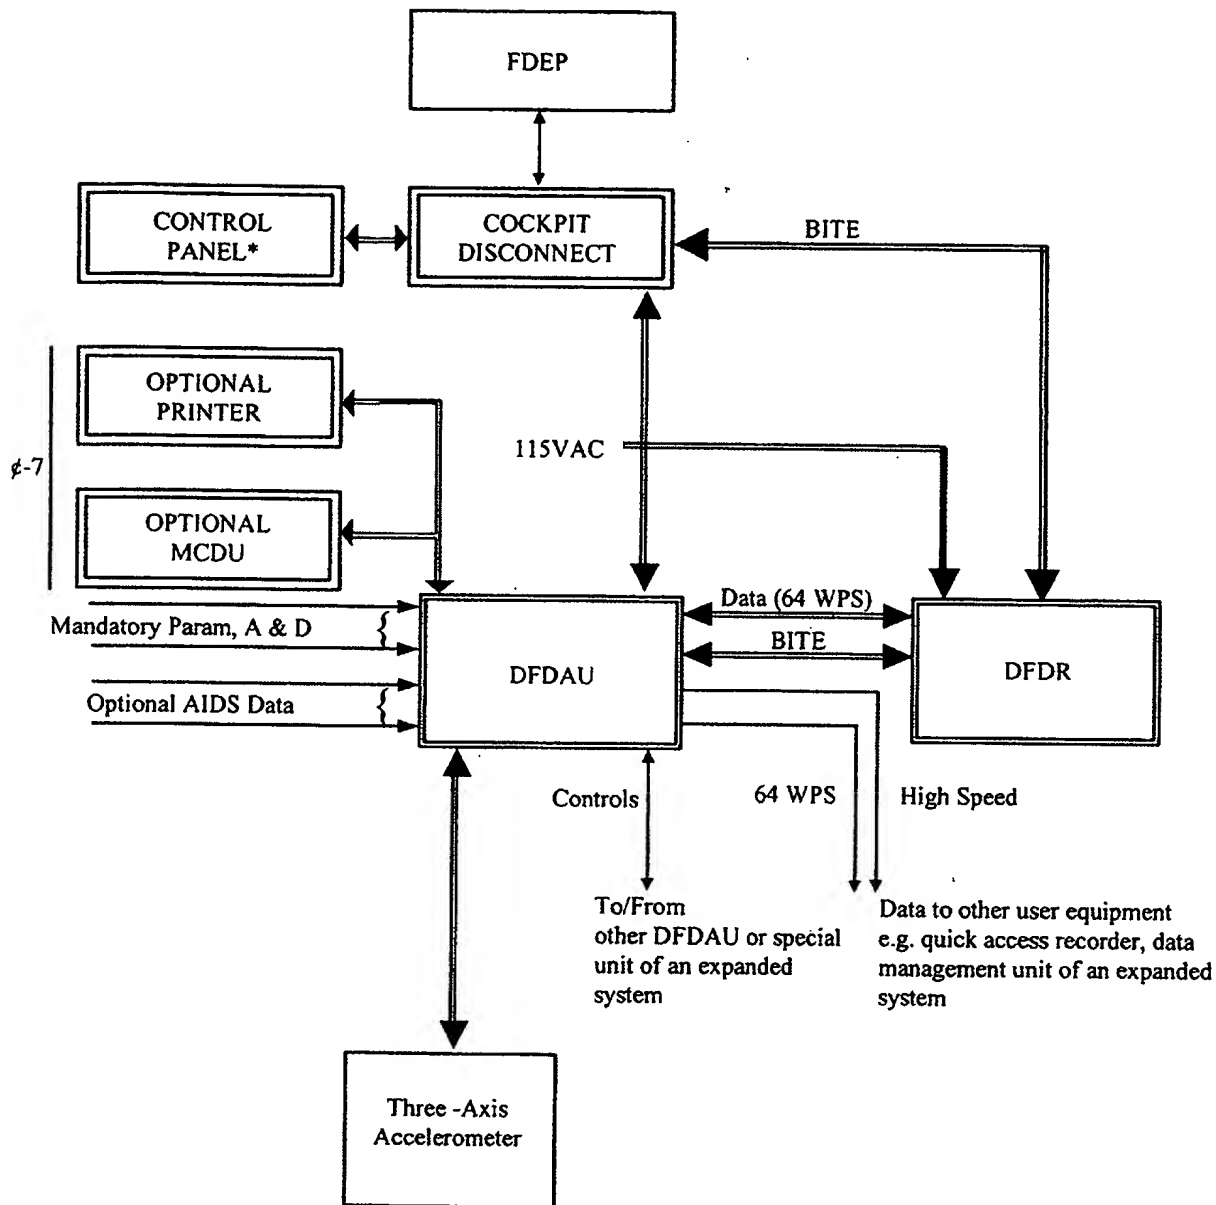 FDEP
CONTROL
PANEL*
COCKPIT
DISCONNECT
BITE
OPTIONAL
PRINTER
¢-7
115VAC
OPTIONAL
MCDU
Mandatory Param, A & D
{
Optional AIDS Data
{
DFDAU
Data (64 WPS)
BITE
DFDR
Controls
64 WPS
High Speed
To/From
other DFDAU or special
unit of an expanded
system
Data to other user equipment
e.g. quick access recorder, data
management unit of an expanded
system
Three -Axis
Accelerometer